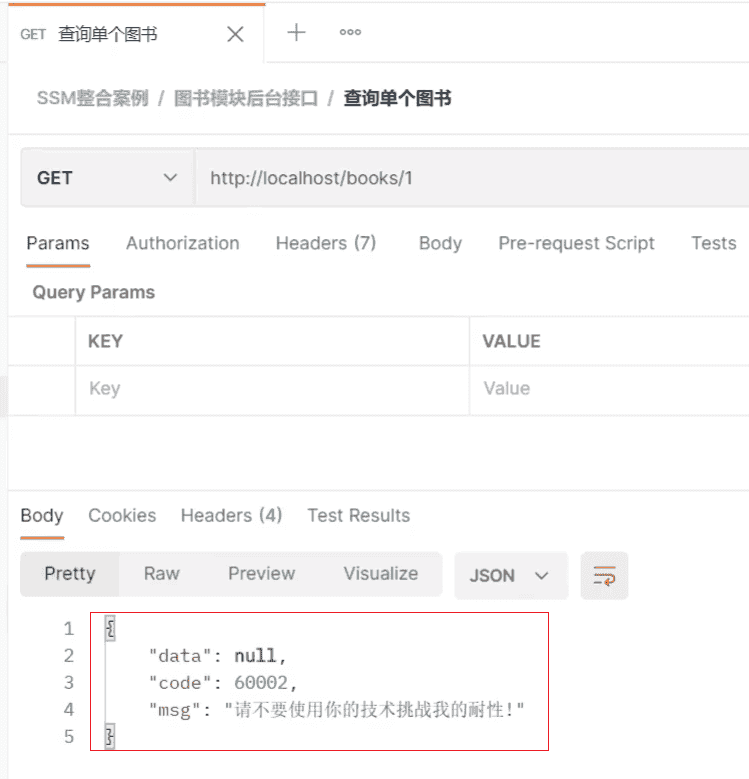 GET 查询单个图书
SSM整合案例 / 图书模块后台接口 / 查询单个图书
GET http://localhost/books/1
Params Authorization Headers (7) Body Pre-request Script Tests
Query Params
KEY VALUE
Key Value
Body Cookies Headers (4) Test Results
Pretty Raw Preview Visualize JSON
1 {
2 "data": null,
3 "code": 60002,
4 "msg": "请不要使用你的技术挑战我的耐性!"
5 }